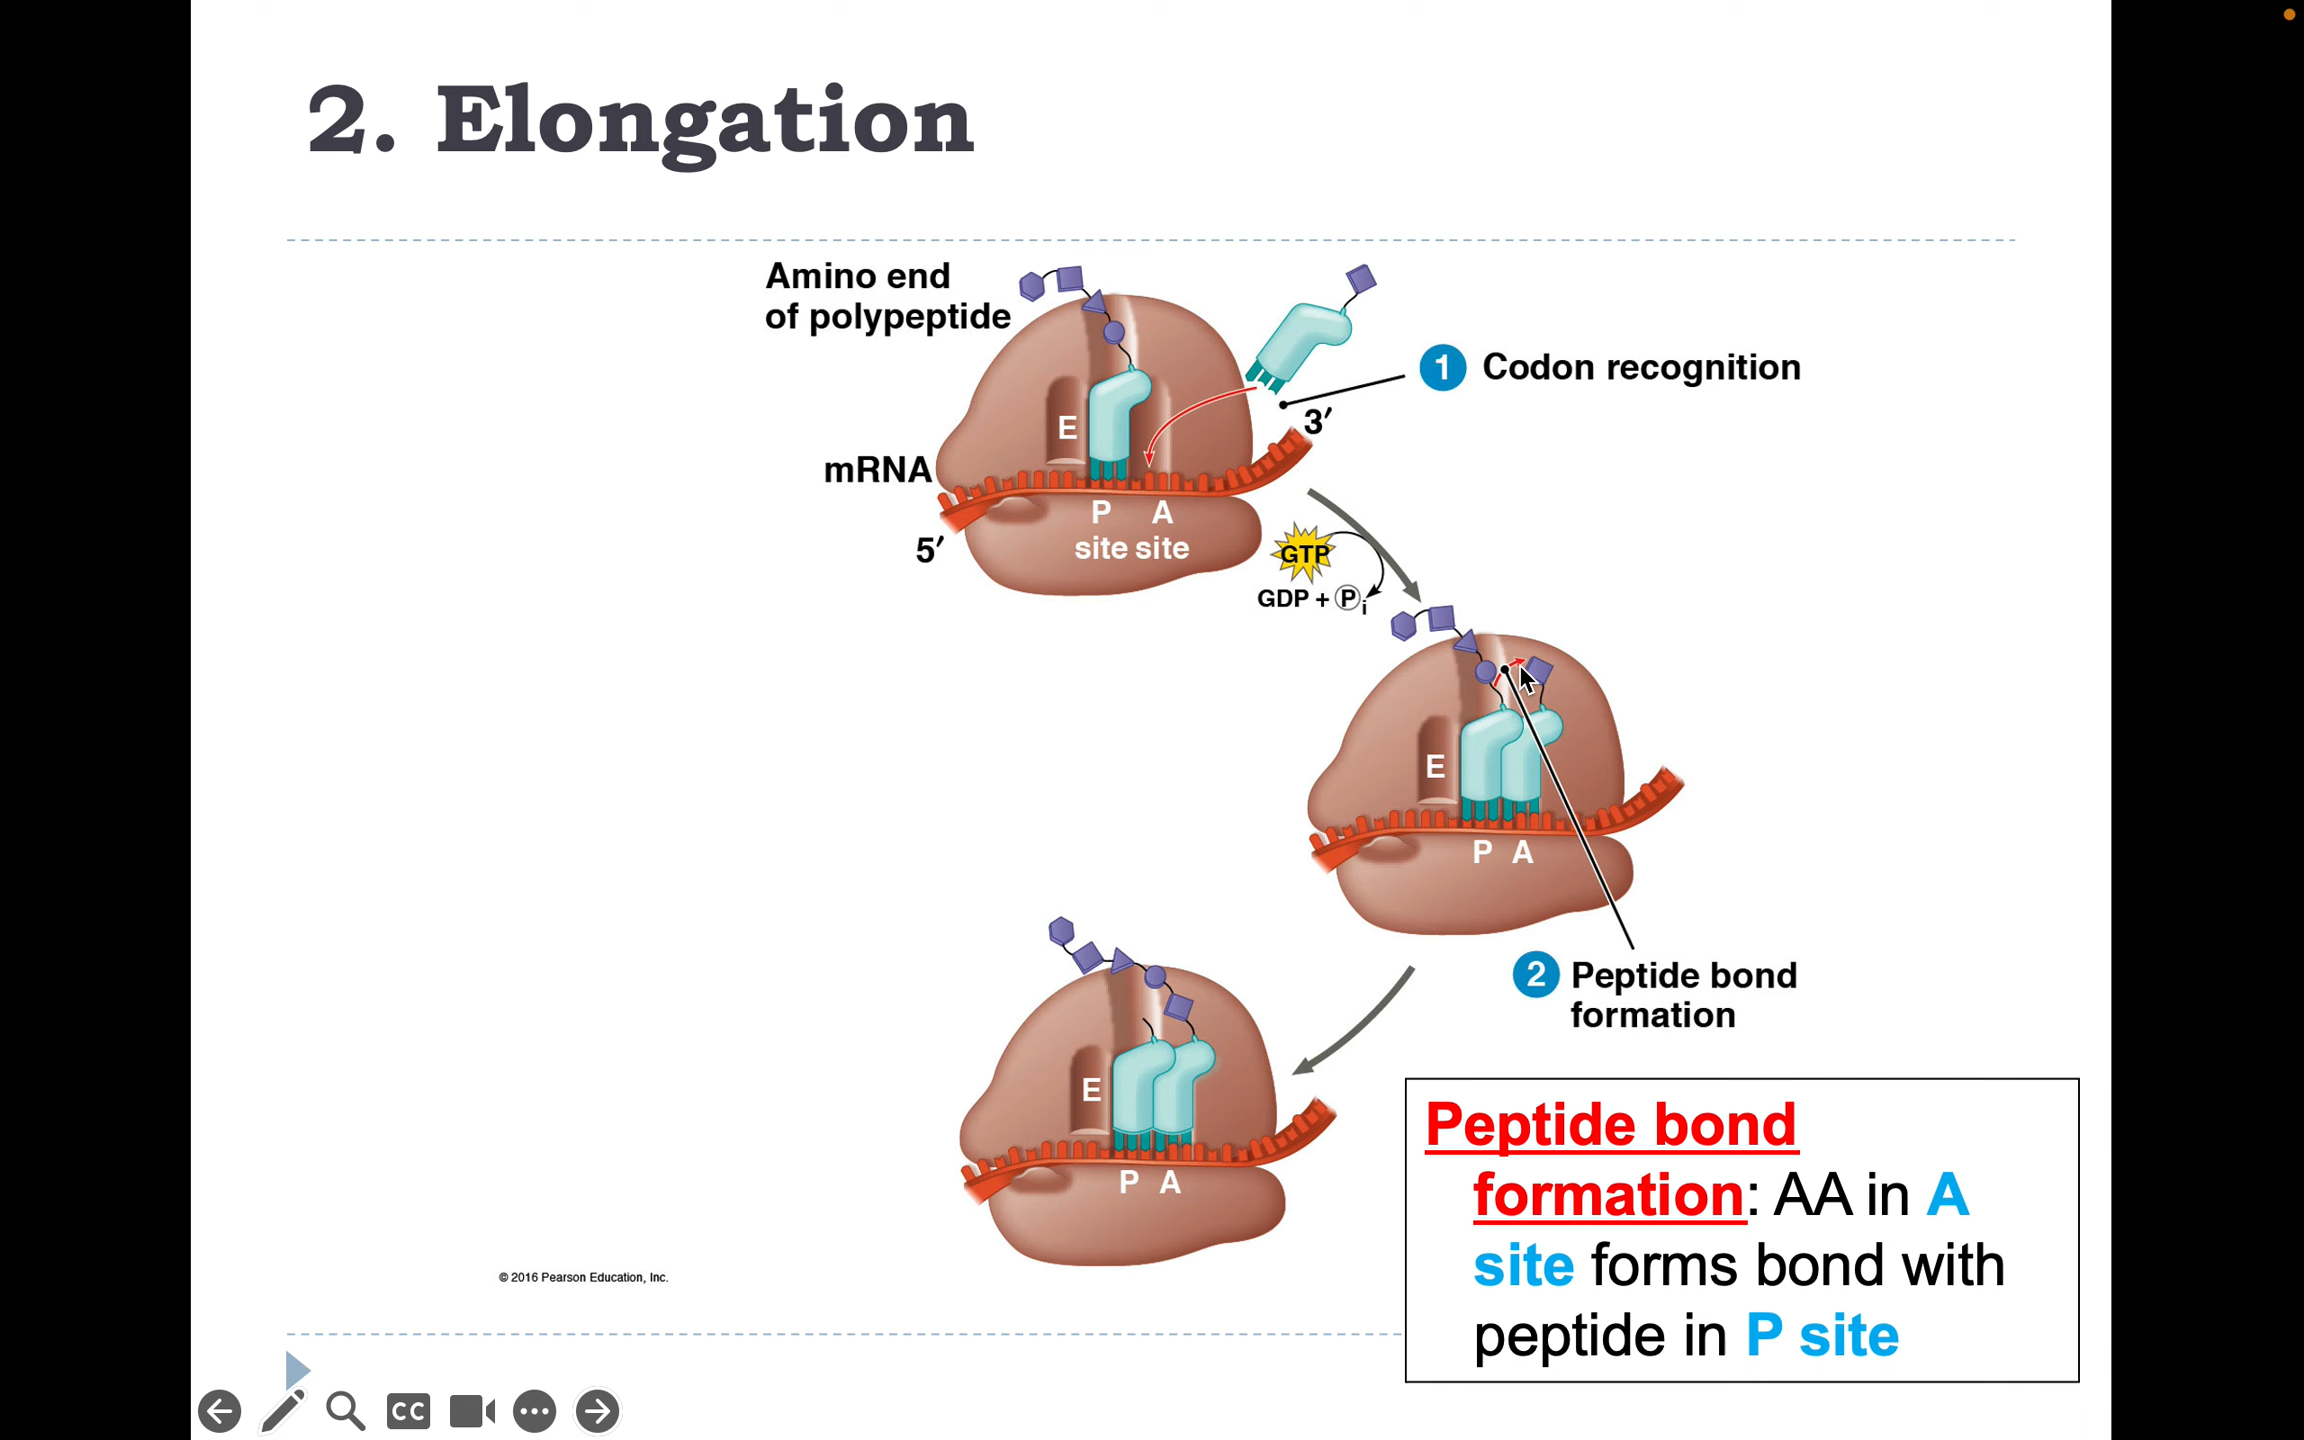 2. Elongation
Amino end
of polypeptide
1 Codon recognition
3′
E
mRNA
P A
site site
5′
GTP
GDP + Pi
E
P A
2 Peptide bond
formation
E
P A
Peptide bond
formation: AA in A
site forms bond with
peptide in P site
© 2016 Pearson Education, Inc.
CC